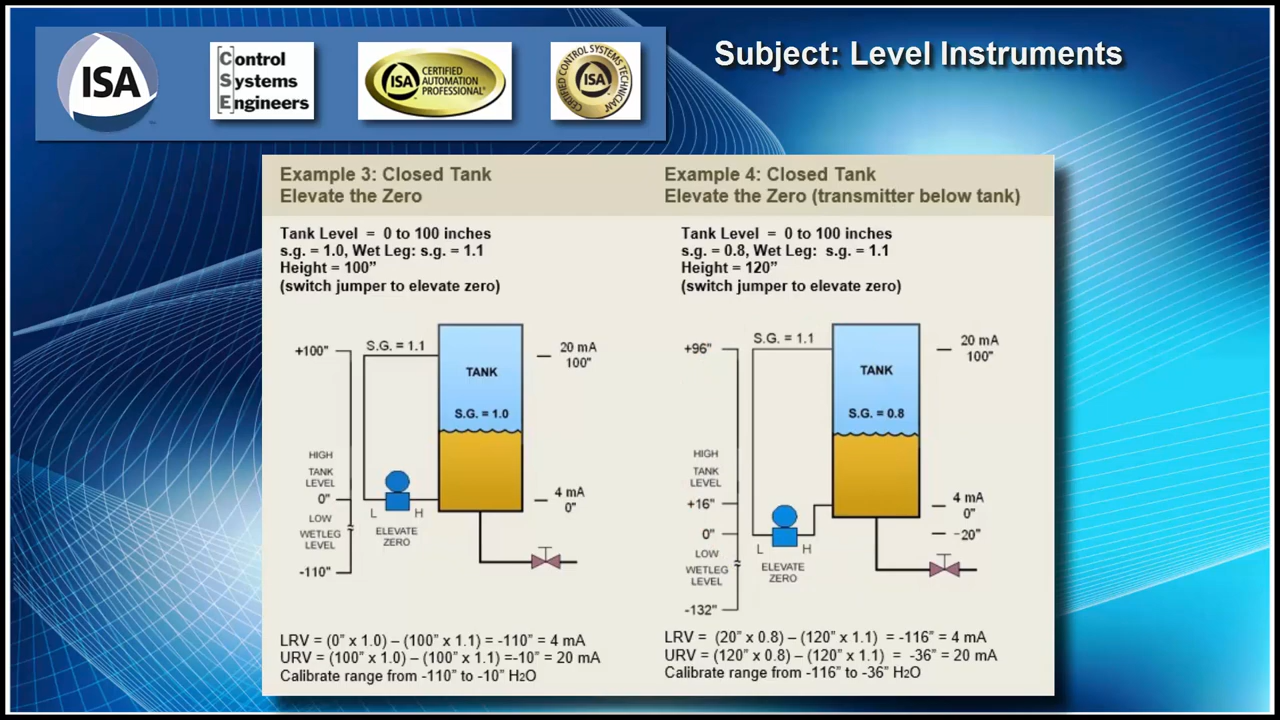 ISA
[C]ontrol
Systems
Engineers
ISA CERTIFIED
AUTOMATION
PROFESSIONAL®
CERTIFIED CONTROL SYSTEMS TECHNICIAN
ISA
Subject: Level Instruments
Example 3: Closed Tank
Elevate the Zero
Tank Level = 0 to 100 inches
s.g. = 1.0, Wet Leg: s.g. = 1.1
Height = 100”
(switch jumper to elevate zero)
+100"
S.G. = 1.1
20 mA
100"
TANK
S.G. = 1.0
HIGH
TANK
LEVEL
0"
4 mA
0"
L H
LOW
WETLEG
LEVEL
ELEVATE
ZERO
-110"
LRV = (0” x 1.0) – (100” x 1.1) = -110” = 4 mA
URV = (100” x 1.0) – (100” x 1.1) =-10” = 20 mA
Calibrate range from -110” to -10” H2O
Example 4: Closed Tank
Elevate the Zero (transmitter below tank)
Tank Level = 0 to 100 inches
s.g. = 0.8, Wet Leg: s.g. = 1.1
Height = 120”
(switch jumper to elevate zero)
+96"
S.G. = 1.1
20 mA
100"
TANK
S.G. = 0.8
HIGH
TANK
LEVEL
+16"
4 mA
0"
0"
-20"
L H
LOW
WETLEG
LEVEL
ELEVATE
ZERO
-132"
LRV = (20” x 0.8) – (120” x 1.1) = -116” = 4 mA
URV = (120” x 0.8) – (120” x 1.1) = -36” = 20 mA
Calibrate range from -116” to -36” H2O